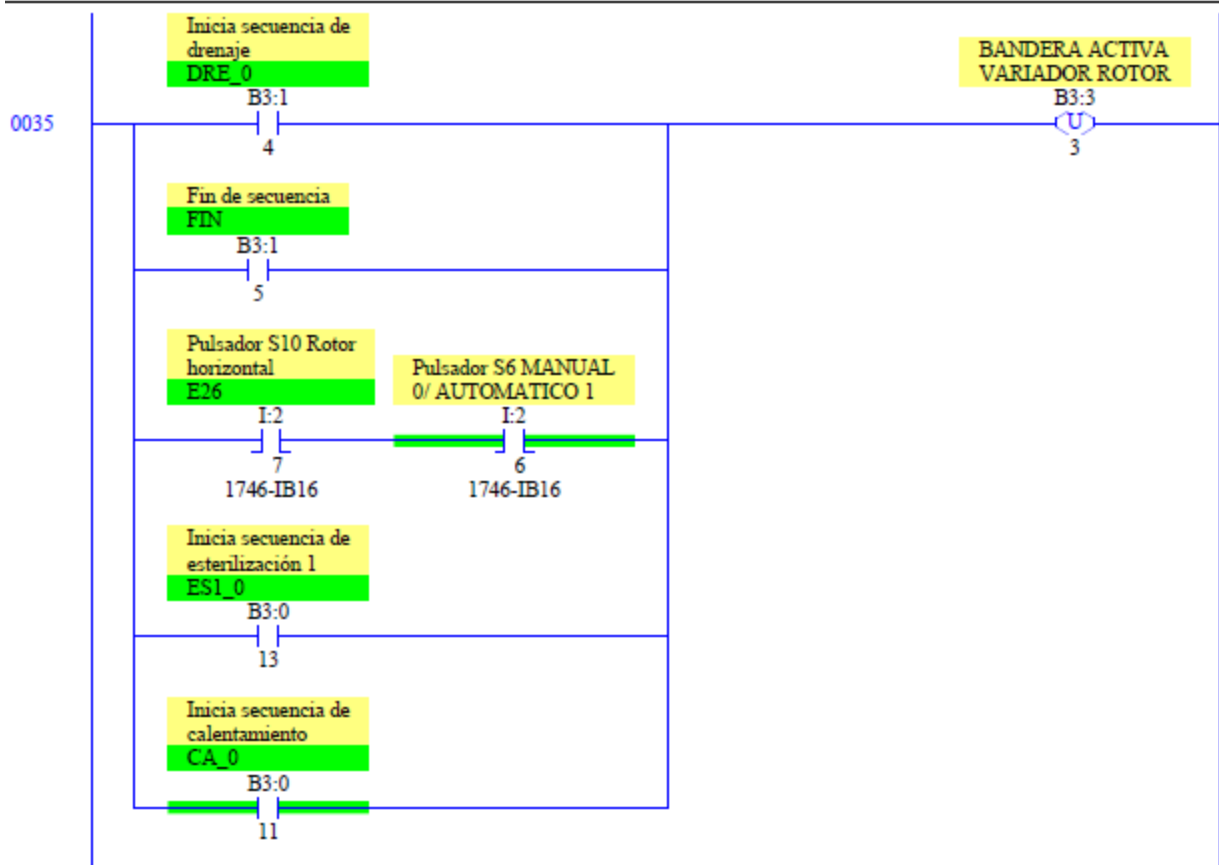 Inicia secuencia de
drenaje
DRE_0
B3:1
4
BANDERA ACTIVA
VARIADOR ROTOR
B3:3
U
3
0035
Fin de secuencia
FIN
B3:1
5
Pulsador S10 Rotor
horizontal
E26
I:2
7
1746-IB16
Pulsador S6 MANUAL
0/ AUTOMATICO 1
I:2
6
1746-IB16
Inicia secuencia de
esterilización 1
ES1_0
B3:0
13
Inicia secuencia de
calentamiento
CA_0
B3:0
11